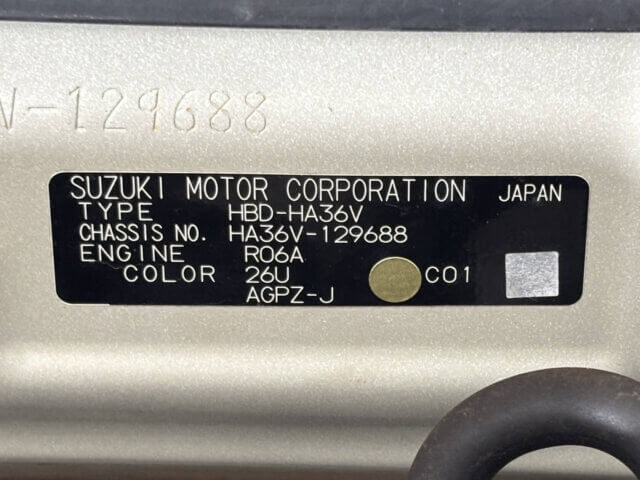 V-129688
SUZUKI MOTOR CORPORATION JAPAN
TYPE HBD-HA36V
CHASSIS NO. HA36V-129688
ENGINE R06A
COLOR 26U C01
AGPZ-J